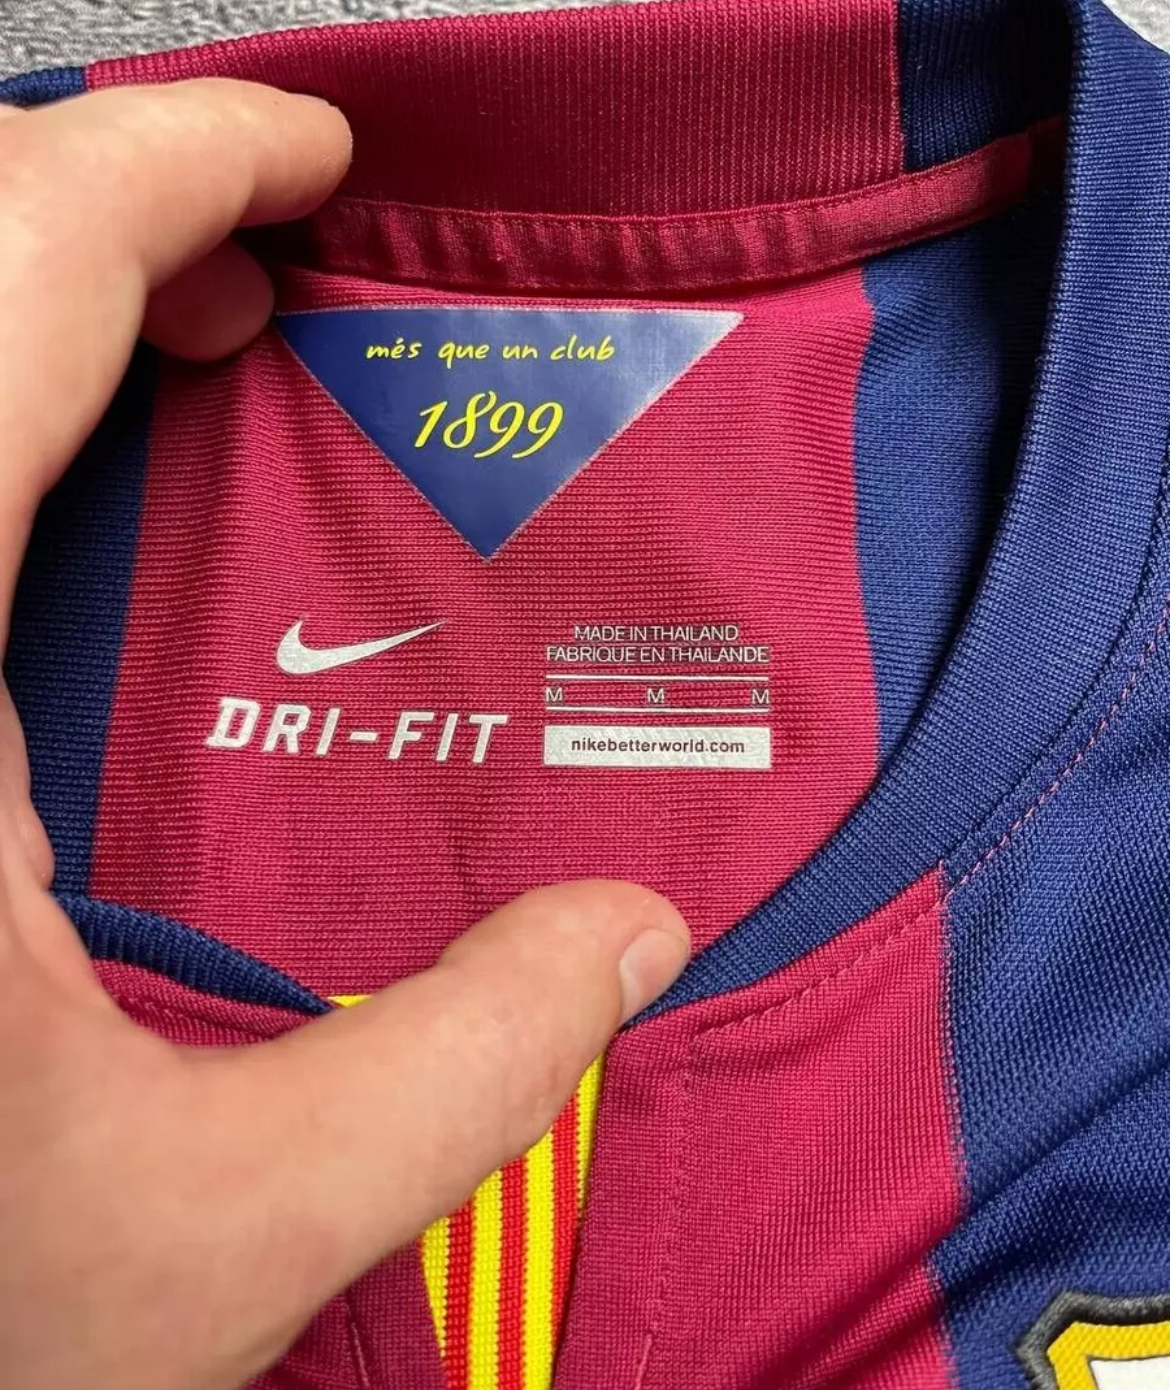 més que un club
1899
DRI-FIT
MADE IN THAILAND
FABRIQUE EN THAILANDE
M M M
nikebetterworld.com